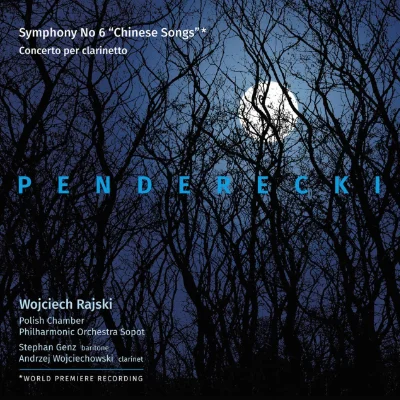 Symphony No 6 “Chinese Songs”*
Concerto per clarinetto
PENDERECKI
Wojciech Rajski
Polish Chamber
Philharmonic Orchestra Sopot
Stephan Genz baritone
Andrzej Wojciechowski clarinet
*WORLD PREMIERE RECORDING